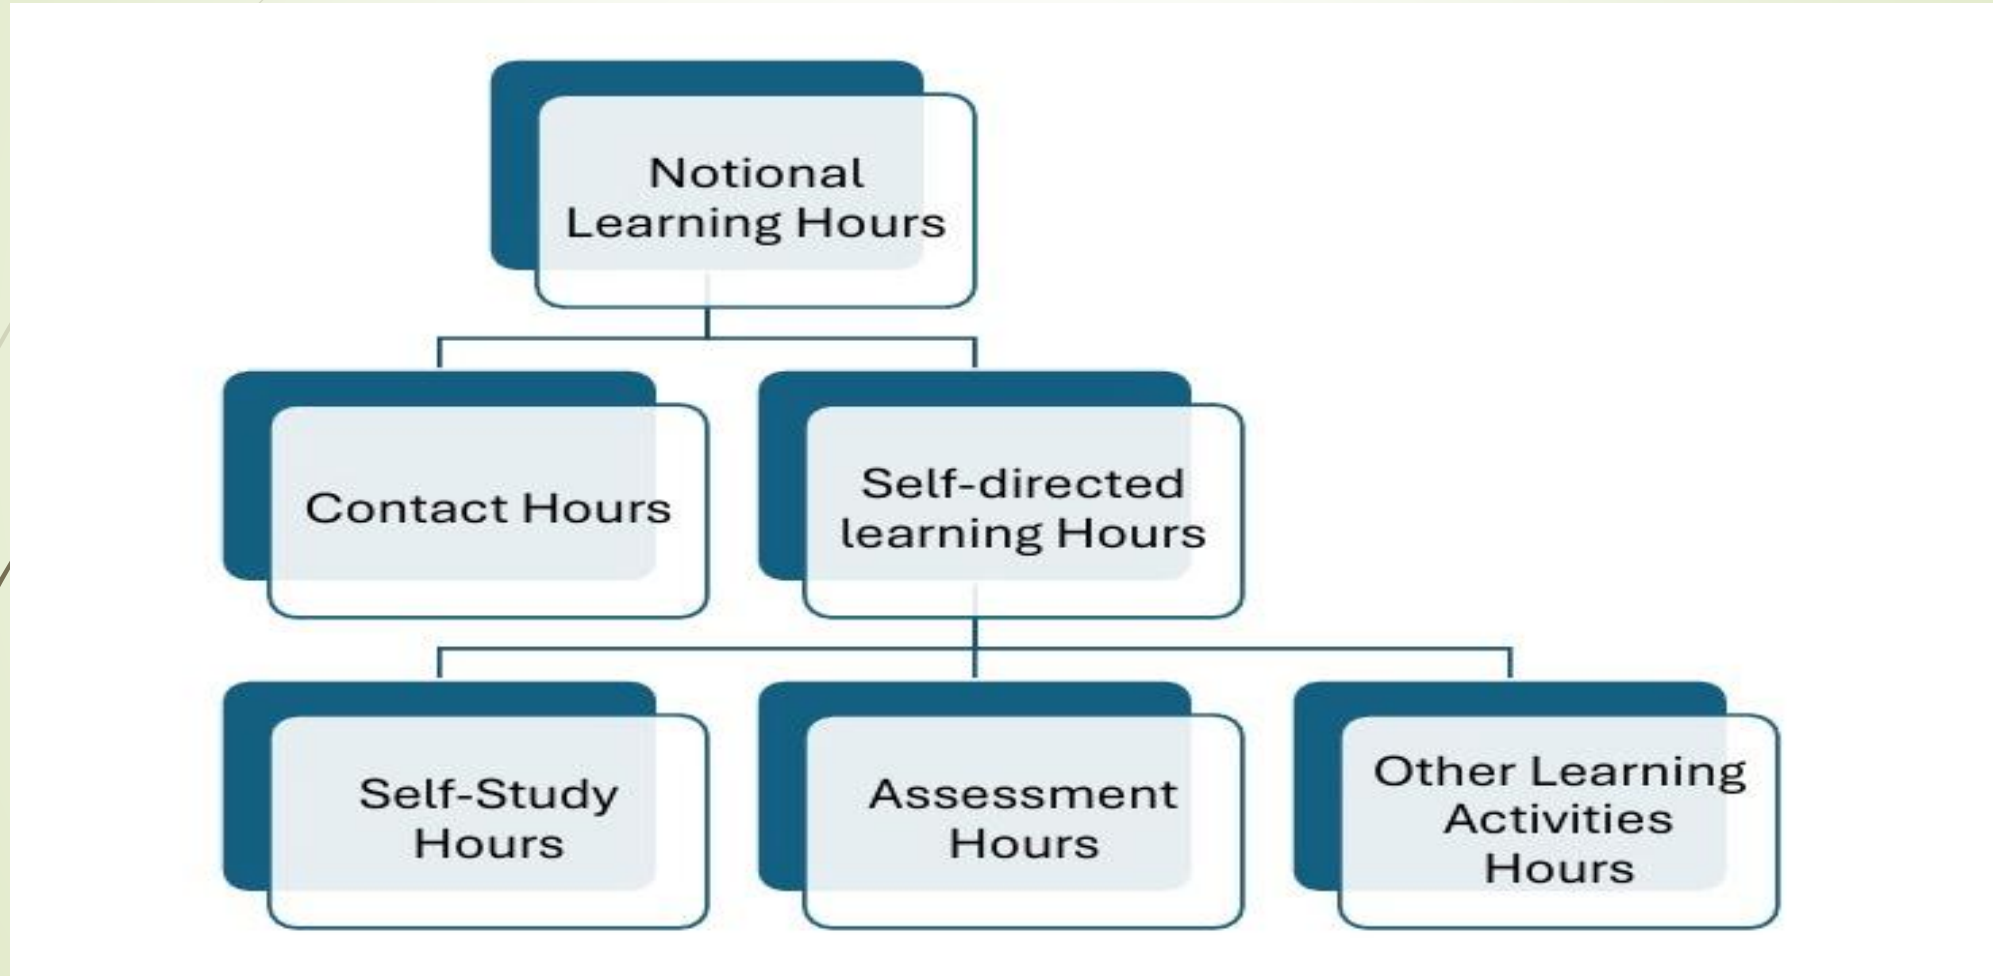 Notional
Learning Hours
Contact Hours
Self-directed
learning Hours
Self-Study
Hours
Assessment
Hours
Other Learning
Activities
Hours